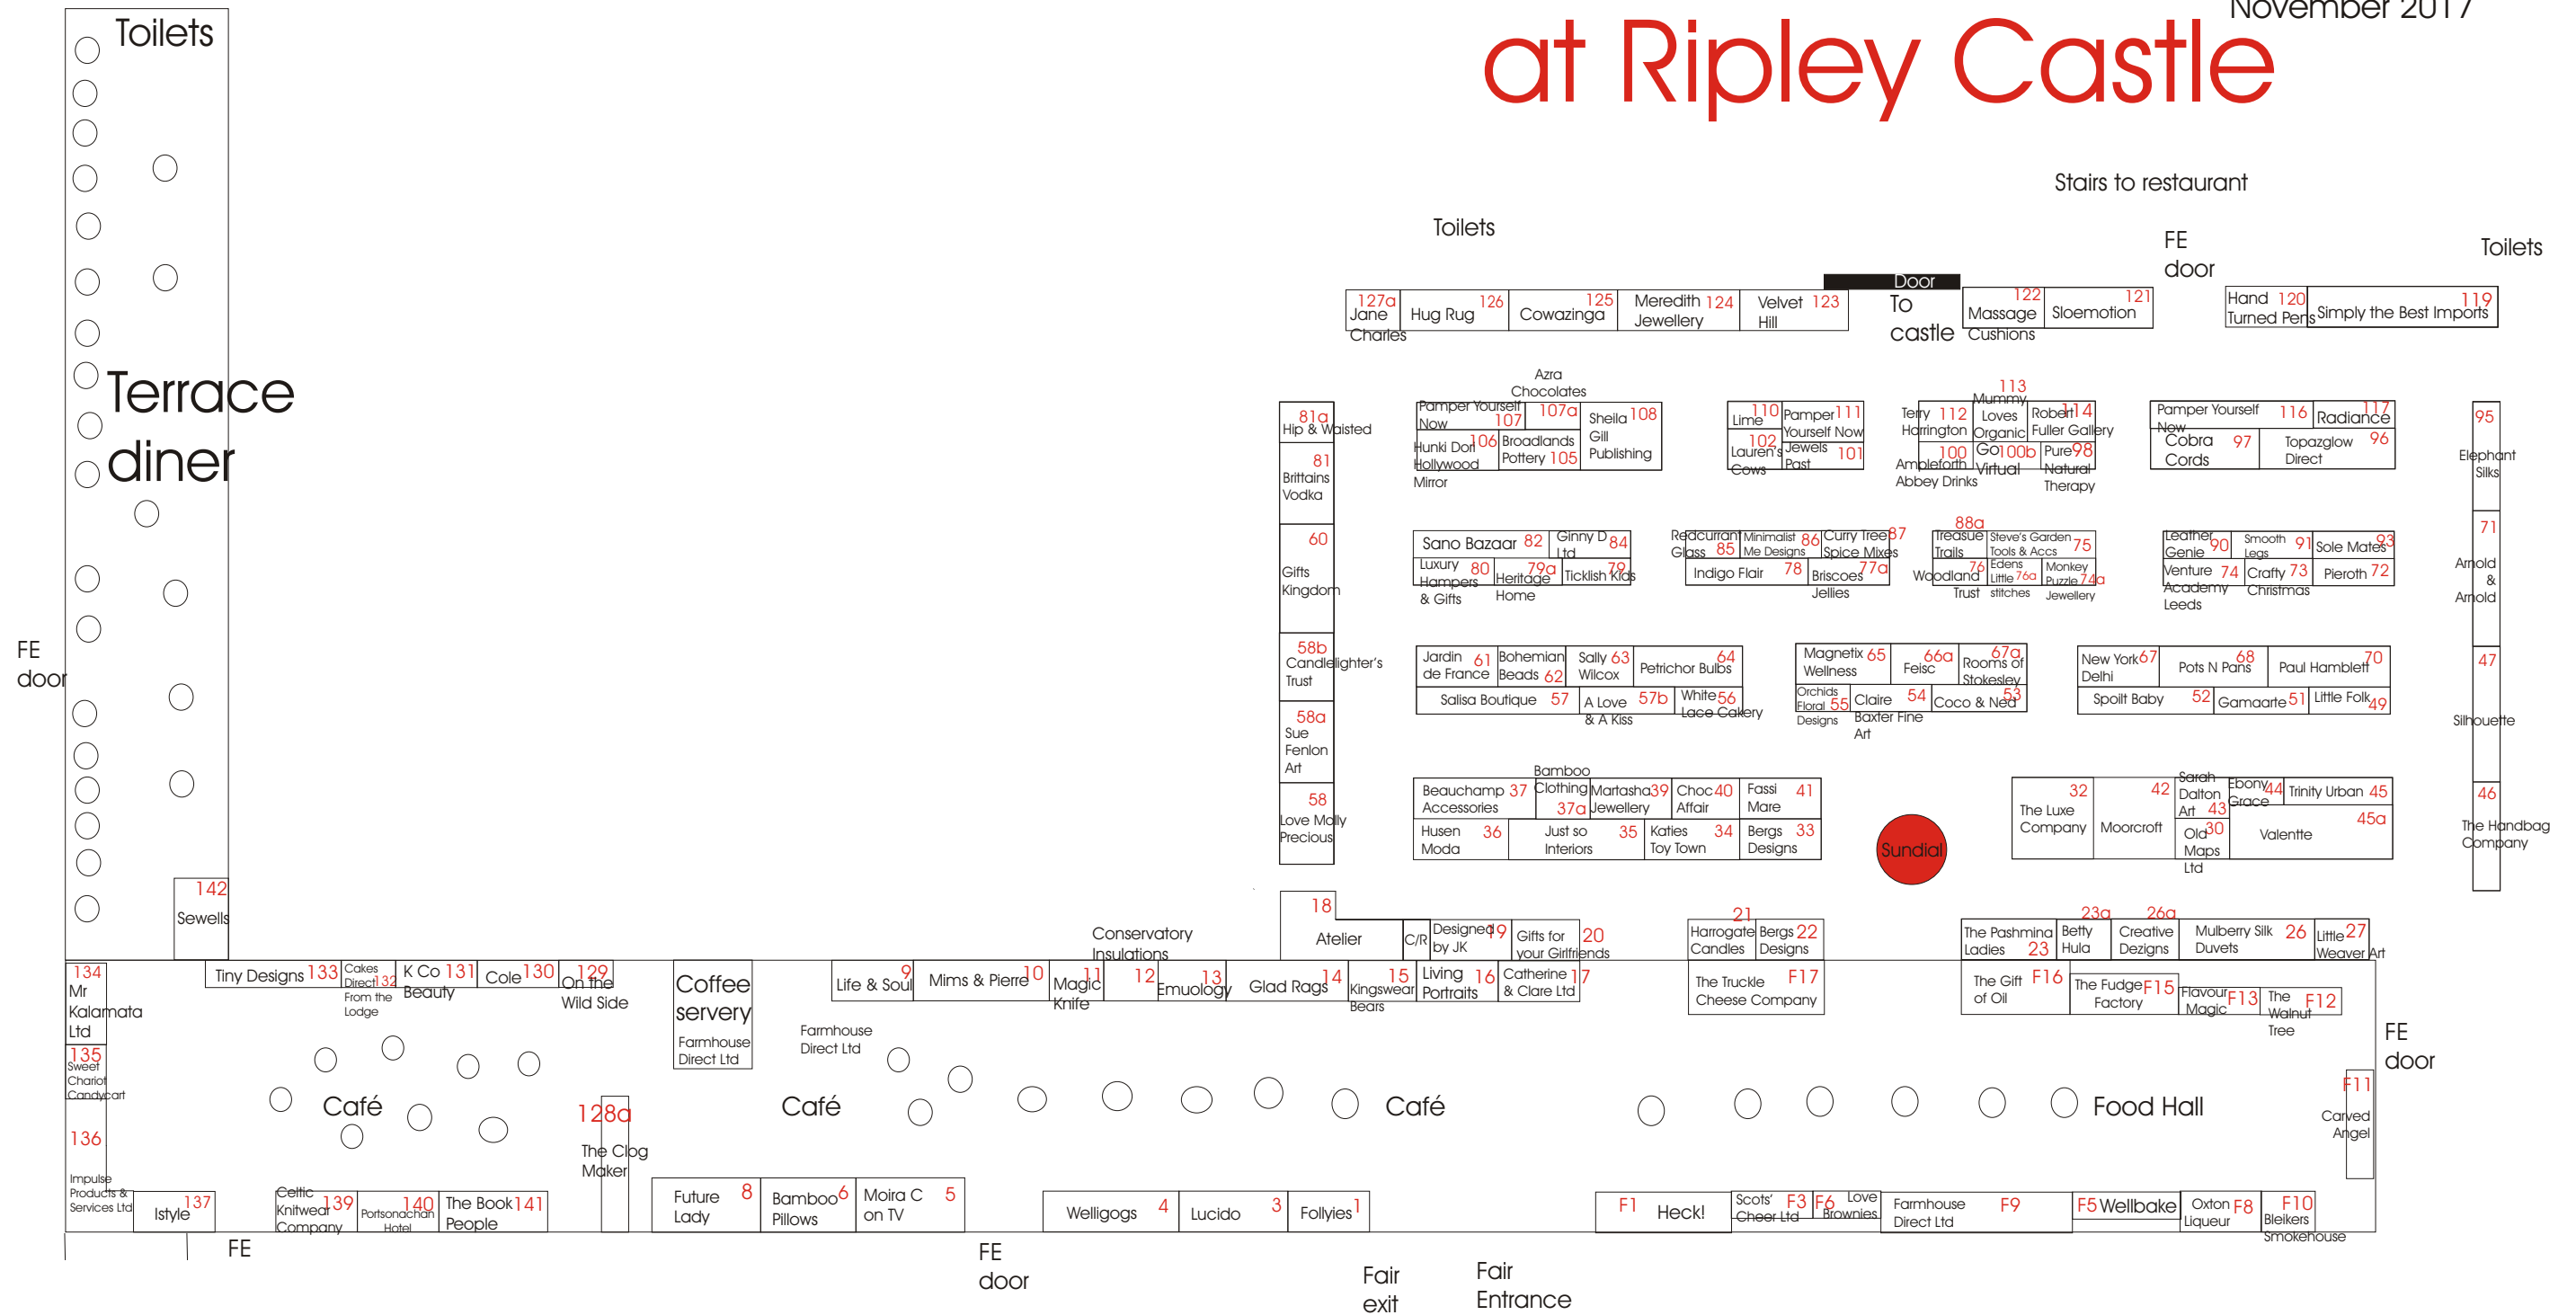 November 2017
at Ripley Castle
Toilets
Stairs to restaurant
Toilets
FE
door
Toilets
Door
To
castle
127a
Jane
Charles
Hug Rug 126
125
Cowazinga
Meredith 124
Jewellery
Velvet 123
Hill
122
Massage
Cushions
121
Sloemotion
Hand 120
Turned Pens
119
Simply the Best Imports
Terrace
diner
FE
door
81a
Hip & Waisted
81
Brittains
Vodka
60
Gifts
Kingdom
58b
Candlelighter's
Trust
58a
Sue
Fenlon
Art
58
Love Molly
Precious
Azra
Chocolates
Pamper Yourself
Now 107
107a
Sheila 108
Gill
Publishing
Hunki Dori 106
Hollywood
Mirror
Broadlands
Pottery 105
110
Lime
Pamper 111
Yourself Now
102
Lauren's
Cows
Jewels
Past 101
Terry 112
Harrington
113
Mummy
Loves
Organic
Robert 114
Fuller Gallery
100
Ampleforth
Abbey Drinks
Go 100b
Virtual
Pure 98
Natural
Therapy
Pamper Yourself 116
Now
117
Radiance
Cobra 97
Cords
Topazglow 96
Direct
95
Elephant
Silks
Sano Bazaar 82
Ginny D 84
Ltd
Luxury 80
Hampers
& Gifts
79a
Heritage
Home
79
Ticklish Kids
Redcurrant
Glass 85
Minimalist 86
Me Designs
Curry Tree 87
Spice Mixes
Indigo Flair 78
77a
Briscoes
Jellies
88a
Treasue
Trails
Steve's Garden
Tools & Accs 75
76
Woodland
Trust
Edens
Little 76a
stitches
Monkey
Puzzle 74a
Jewellery
Leather
Genie 90
Smooth 91
Legs
93
Sole Mates
Venture 74
Academy
Leeds
Crafty 73
Christmas
Pieroth 72
71
Arnold
&
Arnold
Jardin 61
de France
Bohemian
Beads 62
Sally 63
Wilcox
64
Petrichor Bulbs
Salisa Boutique 57
A Love 57b
& A Kiss
White 56
Lace Cakery
Magnetix 65
Wellness
66a
Feisc
67a
Rooms of
Stokesley
Orchids
Floral 55
Designs
Claire 54
Baxter Fine
Art
53
Coco & Ned
New York 67
Delhi
68
Pots N Pans
70
Paul Hamblett
Spoilt Baby 52
Gamaarte 51
Little Folk 49
47
Silhouette
Beauchamp 37
Accessories
Bamboo
Clothing
37a
Martasha 39
Jewellery
Choc 40
Affair
Fassi 41
Mare
Husen 36
Moda
Just so 35
Interiors
Katies 34
Toy Town
Bergs 33
Designs
Sundial
32
The Luxe
Company
42
Moorcroft
Sarah
Dalton
Art 43
Ebony 44
Grace
Trinity Urban 45
Old 30
Maps
Ltd
45a
Valentte
46
The Handbag
Company
142
Sewells
18
Atelier
C/R
Designed 19
by JK
Gifts for 20
your Girlfriends
21
Harrogate
Candles
Bergs 22
Designs
The Pashmina
Ladies 23
23a
Betty
Hula
26a
Creative
Dezigns
Mulberry Silk 26
Duvets
Little 27
Weaver Art
134
Mr
Kalamata
Ltd
Tiny Designs 133
Cakes
Direct 132
From the
Lodge
K Co 131
Beauty
Cole 130
129
On the
Wild Side
Coffee
servery
Farmhouse
Direct Ltd
Farmhouse
Direct Ltd
9
Life & Soul
Mims & Pierre 10
Conservatory
Insulations
11
Magic
Knife
12
13
Emuology
Glad Rags 14
15
Kingswear
Bears
Living 16
Portraits
Catherine 17
& Clare Ltd
The Truckle F17
Cheese Company
The Gift F16
of Oil
The Fudge F15
Factory
Flavour F13
Magic
The F12
Walnut
Tree
FE
door
135
Sweet
Chariot
Candycart
136
Impulse
Products &
Services Ltd
Café
128a
The Clog
Maker
Café
Café
Food Hall
F11
Carved
Angel
137
Istyle
Celtic
Knitwear 139
Company
140
Portsonachan
Hotel
The Book 141
People
Future 8
Lady
Bamboo 6
Pillows
Moira C 5
on TV
Welligogs 4
Lucido 3
Follyies 1
F1 Heck!
Scots' F3
Cheer Ltd
F6 Love
Brownies
Farmhouse F9
Direct Ltd
F5 Wellbake
Oxton F8
Liqueur
F10
Bleikers
Smokehouse
FE
FE
door
Fair
exit
Fair
Entrance